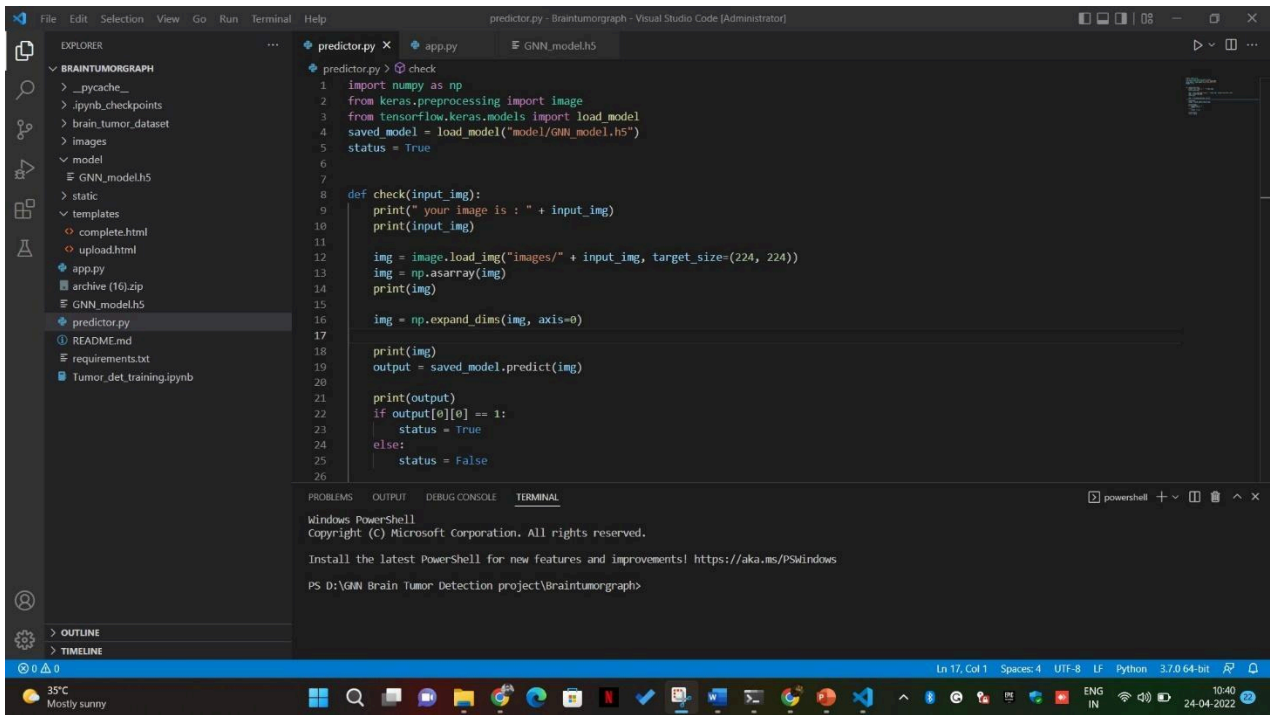 File Edit Selection View Go Run Terminal Help predictor.py - Braintumorgraph - Visual Studio Code [Administrator]
EXPLORER
predictor.py app.py GNN_model.h5
BRAINTUMORGRAPH
__pycache__
.ipynb_checkpoints
brain_tumor_dataset
images
model
GNN_model.h5
static
templates
complete.html
upload.html
app.py
archive (16).zip
GNN_model.h5
predictor.py
README.md
requirements.txt
Tumor_det_training.ipynb
OUTLINE
TIMELINE
predictor.py > check
1 import numpy as np
2 from keras.preprocessing import image
3 from tensorflow.keras.models import load_model
4 saved_model = load_model("model/GNN_model.h5")
5 status = True
6
7
8 def check(input_img):
9 print(" your image is : " + input_img)
10 print(input_img)
11
12 img = image.load_img("images/" + input_img, target_size=(224, 224))
13 img = np.asarray(img)
14 print(img)
15
16 img = np.expand_dims(img, axis=0)
17
18 print(img)
19 output = saved_model.predict(img)
20
21 print(output)
22 if output[0][0] == 1:
23 status = True
24 else:
25 status = False
26
PROBLEMS OUTPUT DEBUG CONSOLE TERMINAL powershell
Windows PowerShell
Copyright (C) Microsoft Corporation. All rights reserved.
Install the latest PowerShell for new features and improvements! https://aka.ms/PSWindows
PS D:\GNN Brain Tumor Detection project\Braintumorgraph>
0 0 Ln 17, Col 1 Spaces: 4 UTF-8 LF Python 3.7.0 64-bit
35°C
Mostly sunny
ENG
IN
10:40
24-04-2022
22